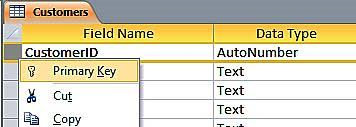 Customers
Field Name Data Type
CustomerID AutoNumber
Primary Key Text
Cut Text
Text
Copy Text